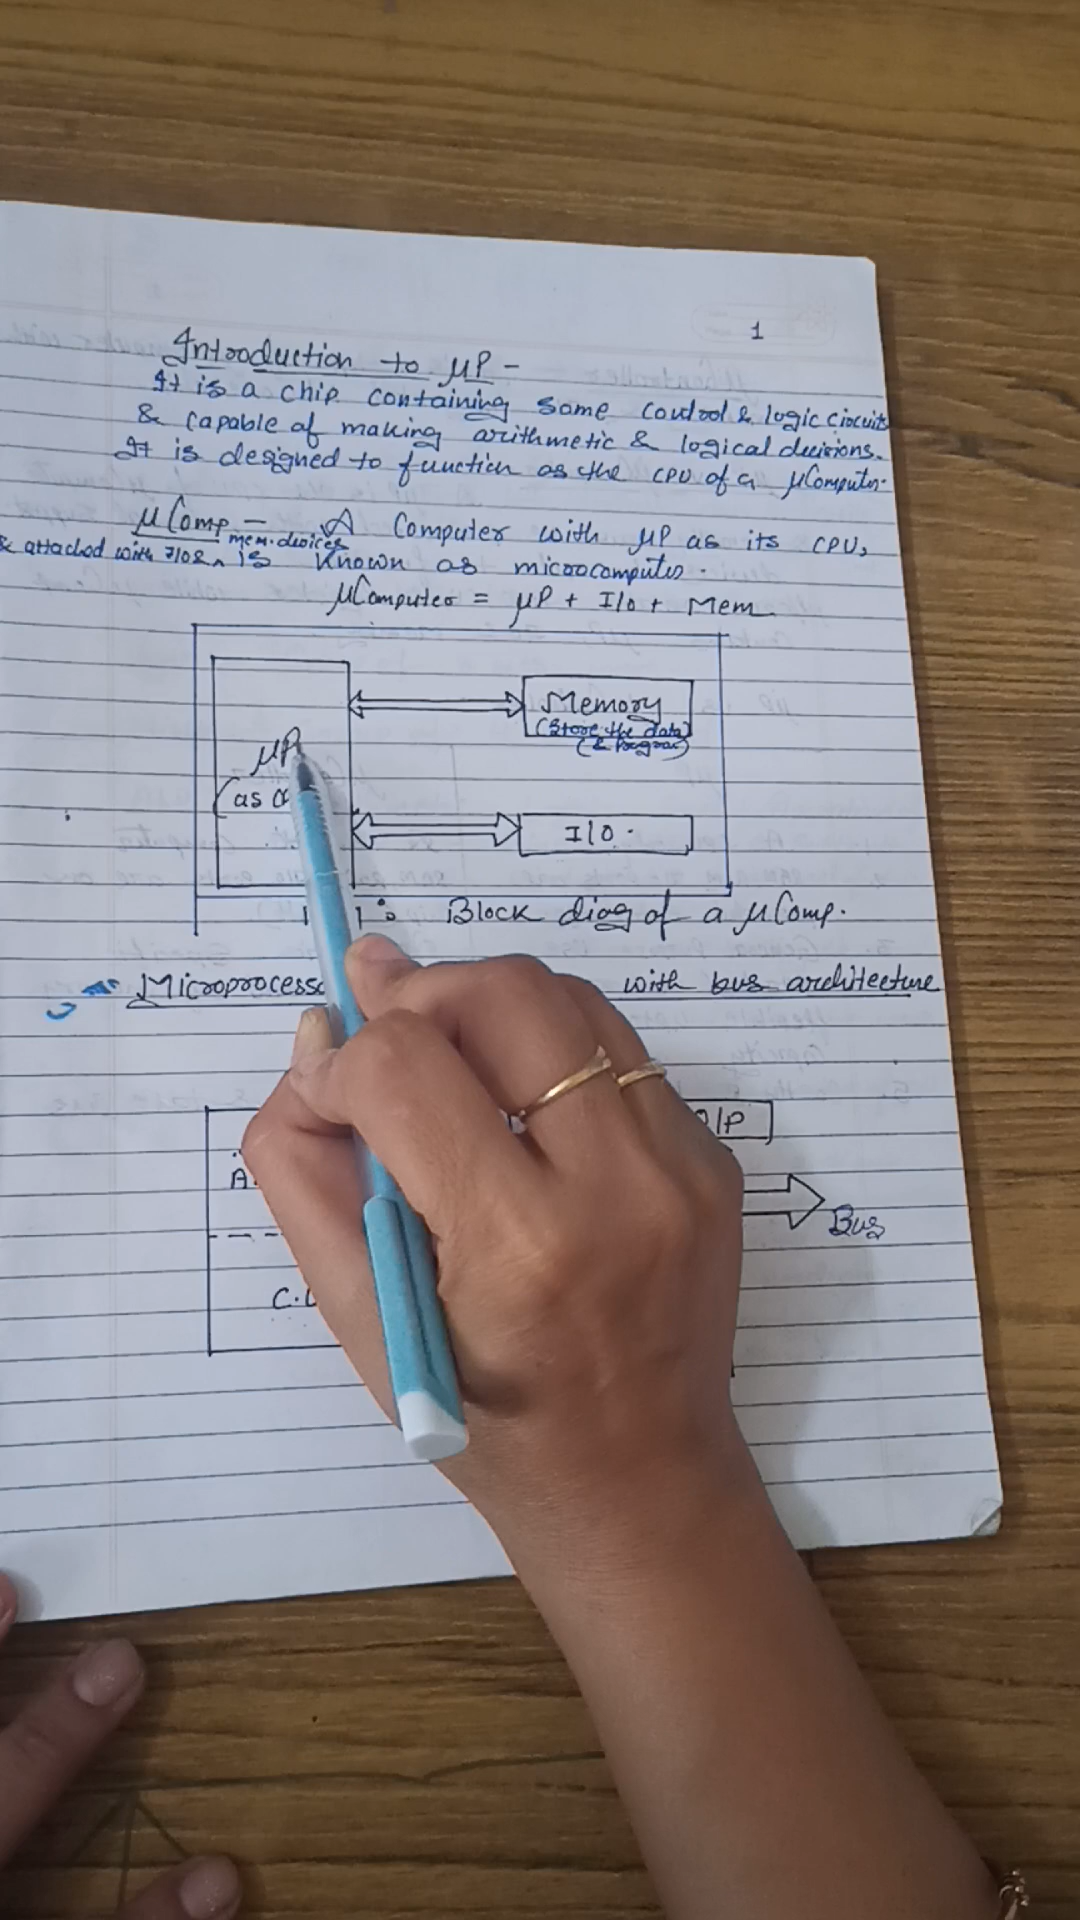 1
Introduction to μP -
It is a chip containing some control & logic circuits
& capable of making arithmetic & logical decisions.
It is designed to function as the CPU of a μComputer.
μComp - A Computer with μP as its CPU,
mem. devices
& attached with I/O & is known as microcomputer.
μComputer = μP + I/O + Mem
Memory
(Store the data)
(& Program)
μP
(as a
I/O.
Block diag of a μComp.
with bus architecture
O/P
A.
Bus